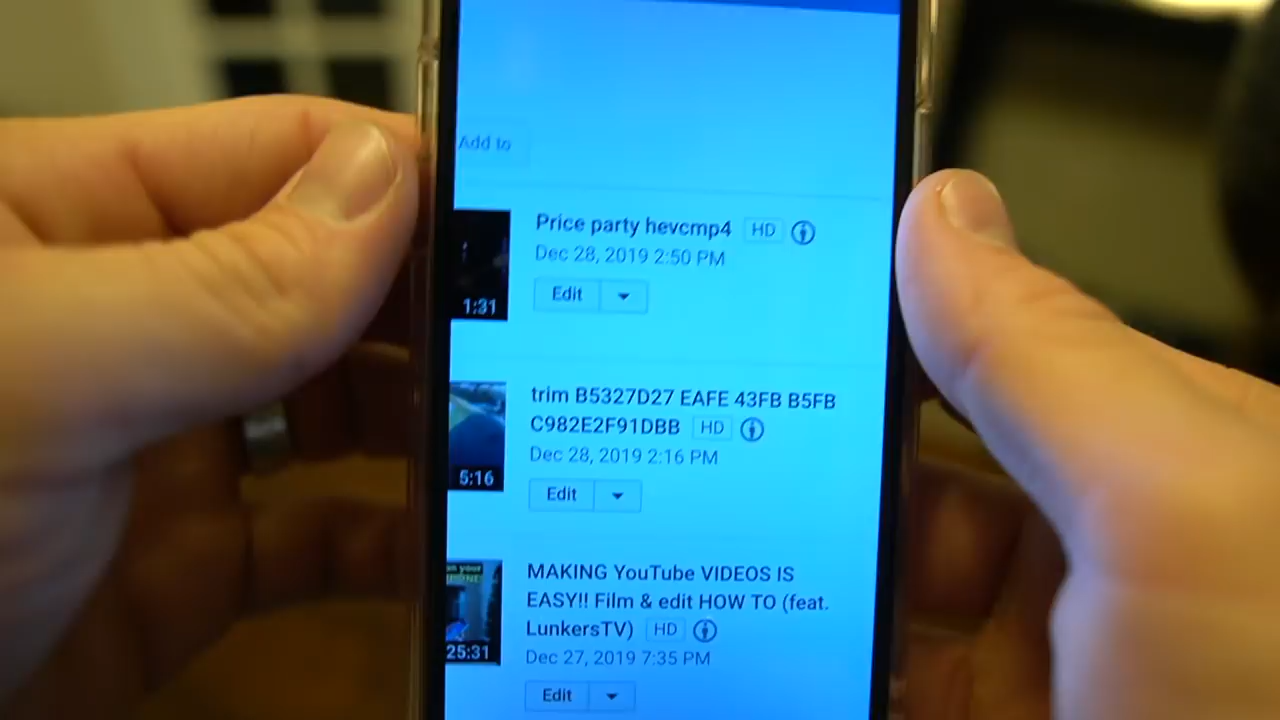 Add to
Price party hevcmp4 HD
Dec 28, 2019 2:50 PM
1:31
Edit
trim B5327D27 EAFE 43FB B5FB
C982E2F91DBB HD
Dec 28, 2019 2:16 PM
5:16
Edit
MAKING YouTube VIDEOS IS
EASY!! Film & edit HOW TO (feat.
LunkersTV) HD
25:31
Dec 27, 2019 7:35 PM
Edit